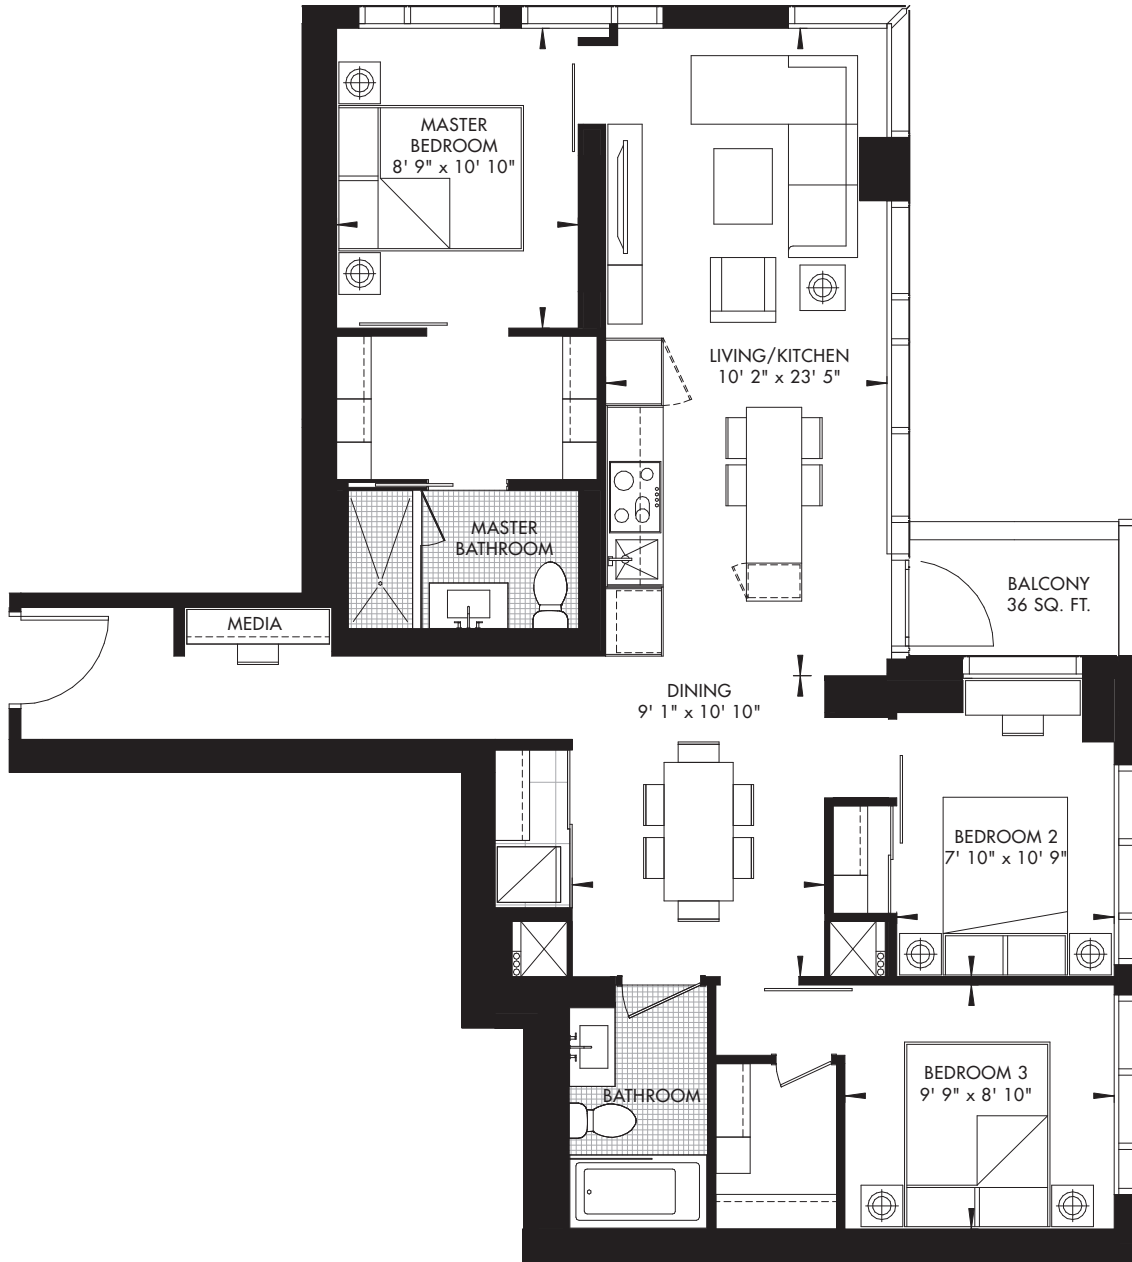 MASTER
BEDROOM
8' 9" x 10' 10"
LIVING/KITCHEN
10' 2" x 23' 5"
MASTER
BATHROOM
BALCONY
36 SQ. FT.
MEDIA
DINING
9' 1" x 10' 10"
BEDROOM 2
7' 10" x 10' 9"
BEDROOM 3
9' 9" x 8' 10"
BATHROOM